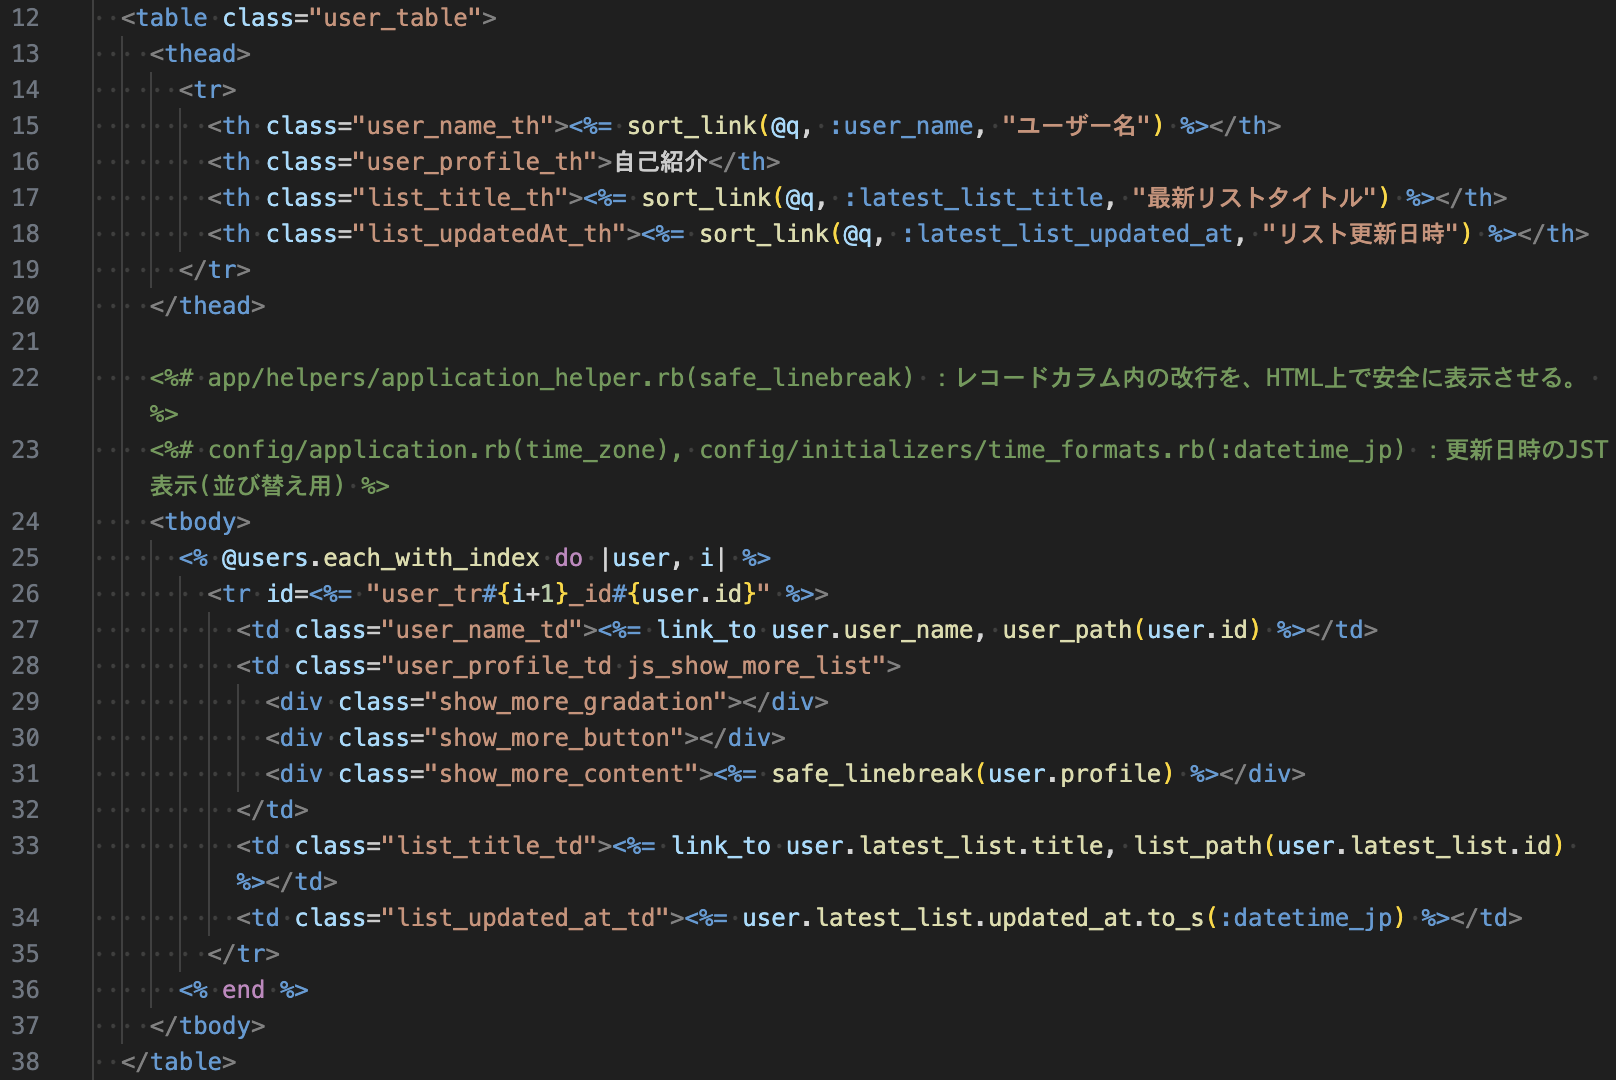 12 <table class="user_table">
13 <thead>
14 <tr>
15 <th class="user_name_th"><%= sort_link(@q, :user_name, "ユーザー名") %></th>
16 <th class="user_profile_th">自己紹介</th>
17 <th class="list_title_th"><%= sort_link(@q, :latest_list_title, "最新リストタイトル") %></th>
18 <th class="list_updatedAt_th"><%= sort_link(@q, :latest_list_updated_at, "リスト更新日時") %></th>
19 </tr>
20 </thead>
21
22 <%# app/helpers/application_helper.rb(safe_linebreak) ：レコードカラム内の改行を、HTML上で安全に表示させる。
%>
23 <%# config/application.rb(time_zone), config/initializers/time_formats.rb(:datetime_jp) ：更新日時のJST
表示(並び替え用) %>
24 <tbody>
25 <% @users.each_with_index do |user, i| %>
26 <tr id=<%= "user_tr#{i+1}_id#{user.id}" %>>
27 <td class="user_name_td"><%= link_to user.user_name, user_path(user.id) %></td>
28 <td class="user_profile_td js_show_more_list">
29 <div class="show_more_gradation"></div>
30 <div class="show_more_button"></div>
31 <div class="show_more_content"><%= safe_linebreak(user.profile) %></div>
32 </td>
33 <td class="list_title_td"><%= link_to user.latest_list.title, list_path(user.latest_list.id)
%></td>
34 <td class="list_updated_at_td"><%= user.latest_list.updated_at.to_s(:datetime_jp) %></td>
35 </tr>
36 <% end %>
37 </tbody>
38 </table>